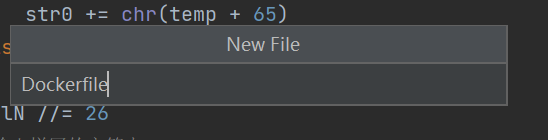 str0 += chr(temp + 65)
New File
s
Dockerfile
lN //= 26